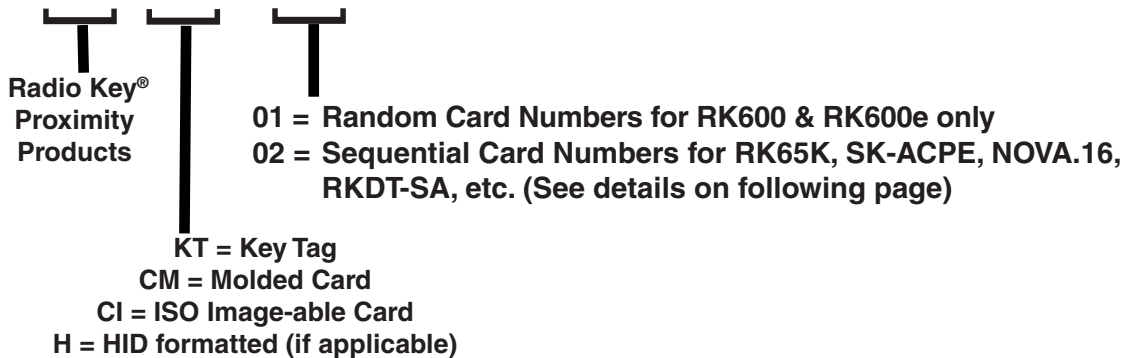 Radio Key®
Proximity
Products
01 = Random Card Numbers for RK600 & RK600e only
02 = Sequential Card Numbers for RK65K, SK-ACPE, NOVA.16,
RKDT-SA, etc. (See details on following page)
KT = Key Tag
CM = Molded Card
CI = ISO Image-able Card
H = HID formatted (if applicable)